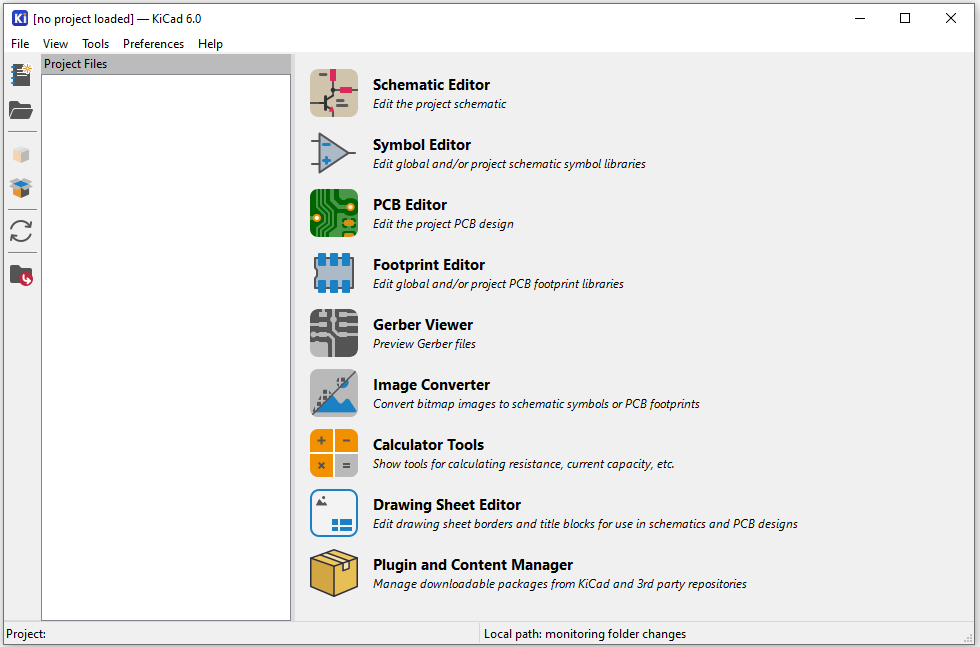 Ki [no project loaded] — KiCad 6.0
File View Tools Preferences Help
Project Files
Schematic Editor
Edit the project schematic
Symbol Editor
Edit global and/or project schematic symbol libraries
PCB Editor
Edit the project PCB design
Footprint Editor
Edit global and/or project PCB footprint libraries
Gerber Viewer
Preview Gerber files
Image Converter
Convert bitmap images to schematic symbols or PCB footprints
Calculator Tools
Show tools for calculating resistance, current capacity, etc.
Drawing Sheet Editor
Edit drawing sheet borders and title blocks for use in schematics and PCB designs
Plugin and Content Manager
Manage downloadable packages from KiCad and 3rd party repositories
Project:
Local path: monitoring folder changes